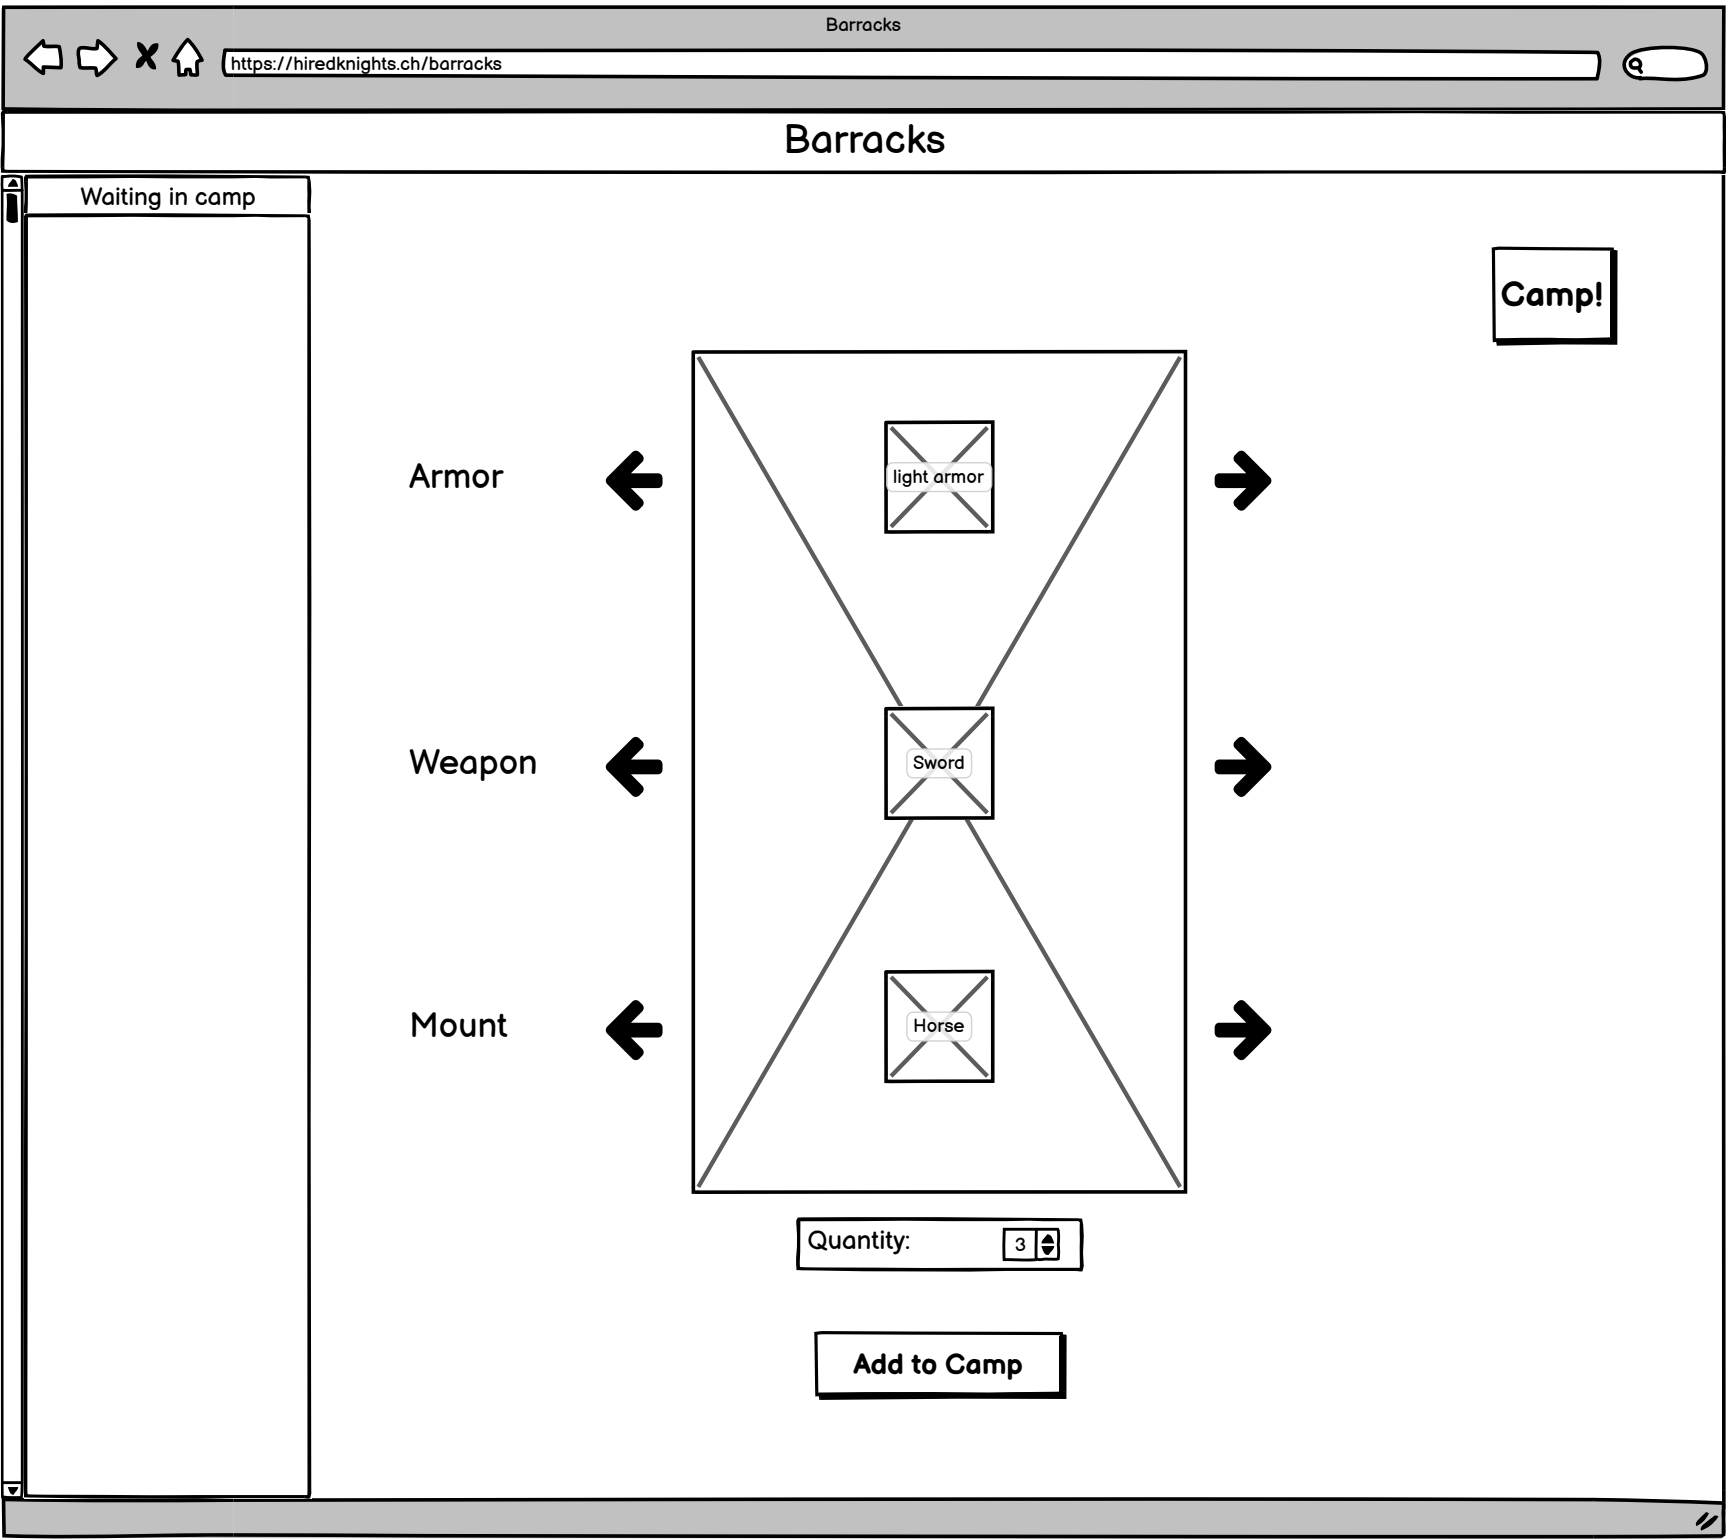 Barracks
https://hiredknights.ch/barracks
Barracks
Waiting in camp
Camp!
Armor
light armor
Weapon
Sword
Mount
Horse
Quantity: 3
Add to Camp